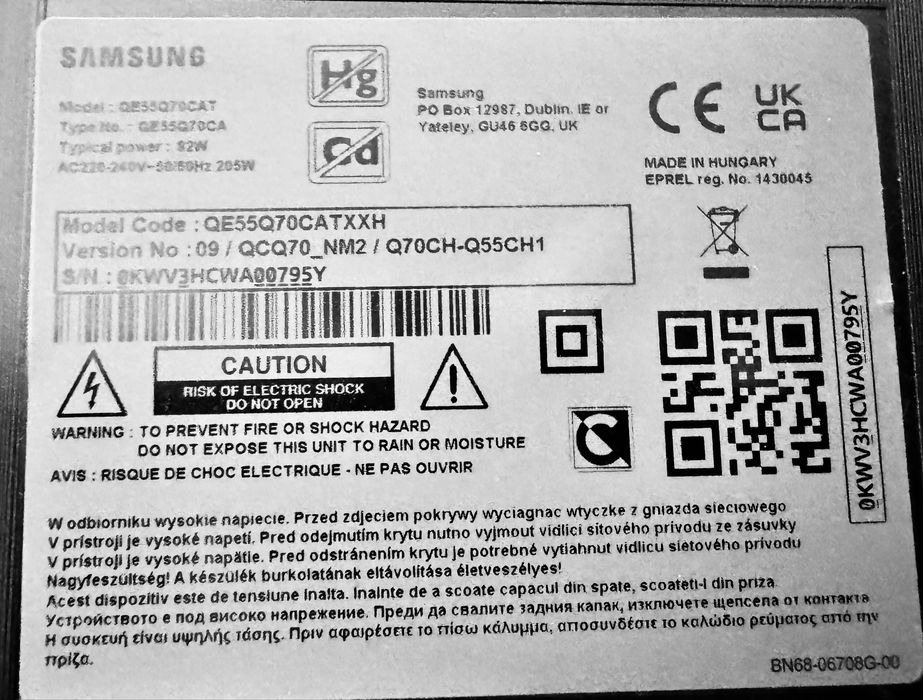 SAMSUNG
Model : QE55Q70CAT
Type No. : QE55Q70CA
Typical power : 92W
AC220-240V~50/60Hz 205W
Hg
Cd
Samsung
PO Box 12987, Dublin. IE or
Yateley, GU46 6GG. UK
CE
UK
CA
MADE IN HUNGARY
EPREL reg. No. 1430045
Model Code : QE55Q70CATXXH
Version No : 09 / QCQ70_NM2 / Q70CH-Q55CH1
S/N : 0KWV3HCWA00795Y
0KWV3HCWA00795Y
CAUTION
RISK OF ELECTRIC SHOCK
DO NOT OPEN
WARNING : TO PREVENT FIRE OR SHOCK HAZARD
DO NOT EXPOSE THIS UNIT TO RAIN OR MOISTURE
AVIS : RISQUE DE CHOC ELECTRIQUE - NE PAS OUVRIR
W odbiorniku wysokie napiecie. Przed zdjeciem pokrywy wyciagnac wtyczke z gniazda sieciowego
V prístroji je vysoké napetí. Pred odejmutím krytu nutno vyjmout vidlici sitového prívodu ze zásuvky
V prístroji je vysoké napätie. Pred odstránením krytu je potrebné vytiahnut vidlicu sietového prívodu
Nagyfeszültség! A készülék burkolatának eltávolítása életveszélyes!
Acest dispozitiv este de tensiune inalta. Inainte de a scoate capacul din spate, scoateti-l din priza
Устройството е под високо напрежение. Преди да свалите задния капак, изключете щепсела от контакта
Η συσκευή είναι υψηλής τάσης. Πριν αφαιρέσετε το πίσω κάλυμμα, αποσυνδέστε το καλώδιο ρεύματος από την
πρίζα.
BN68-06708G-00